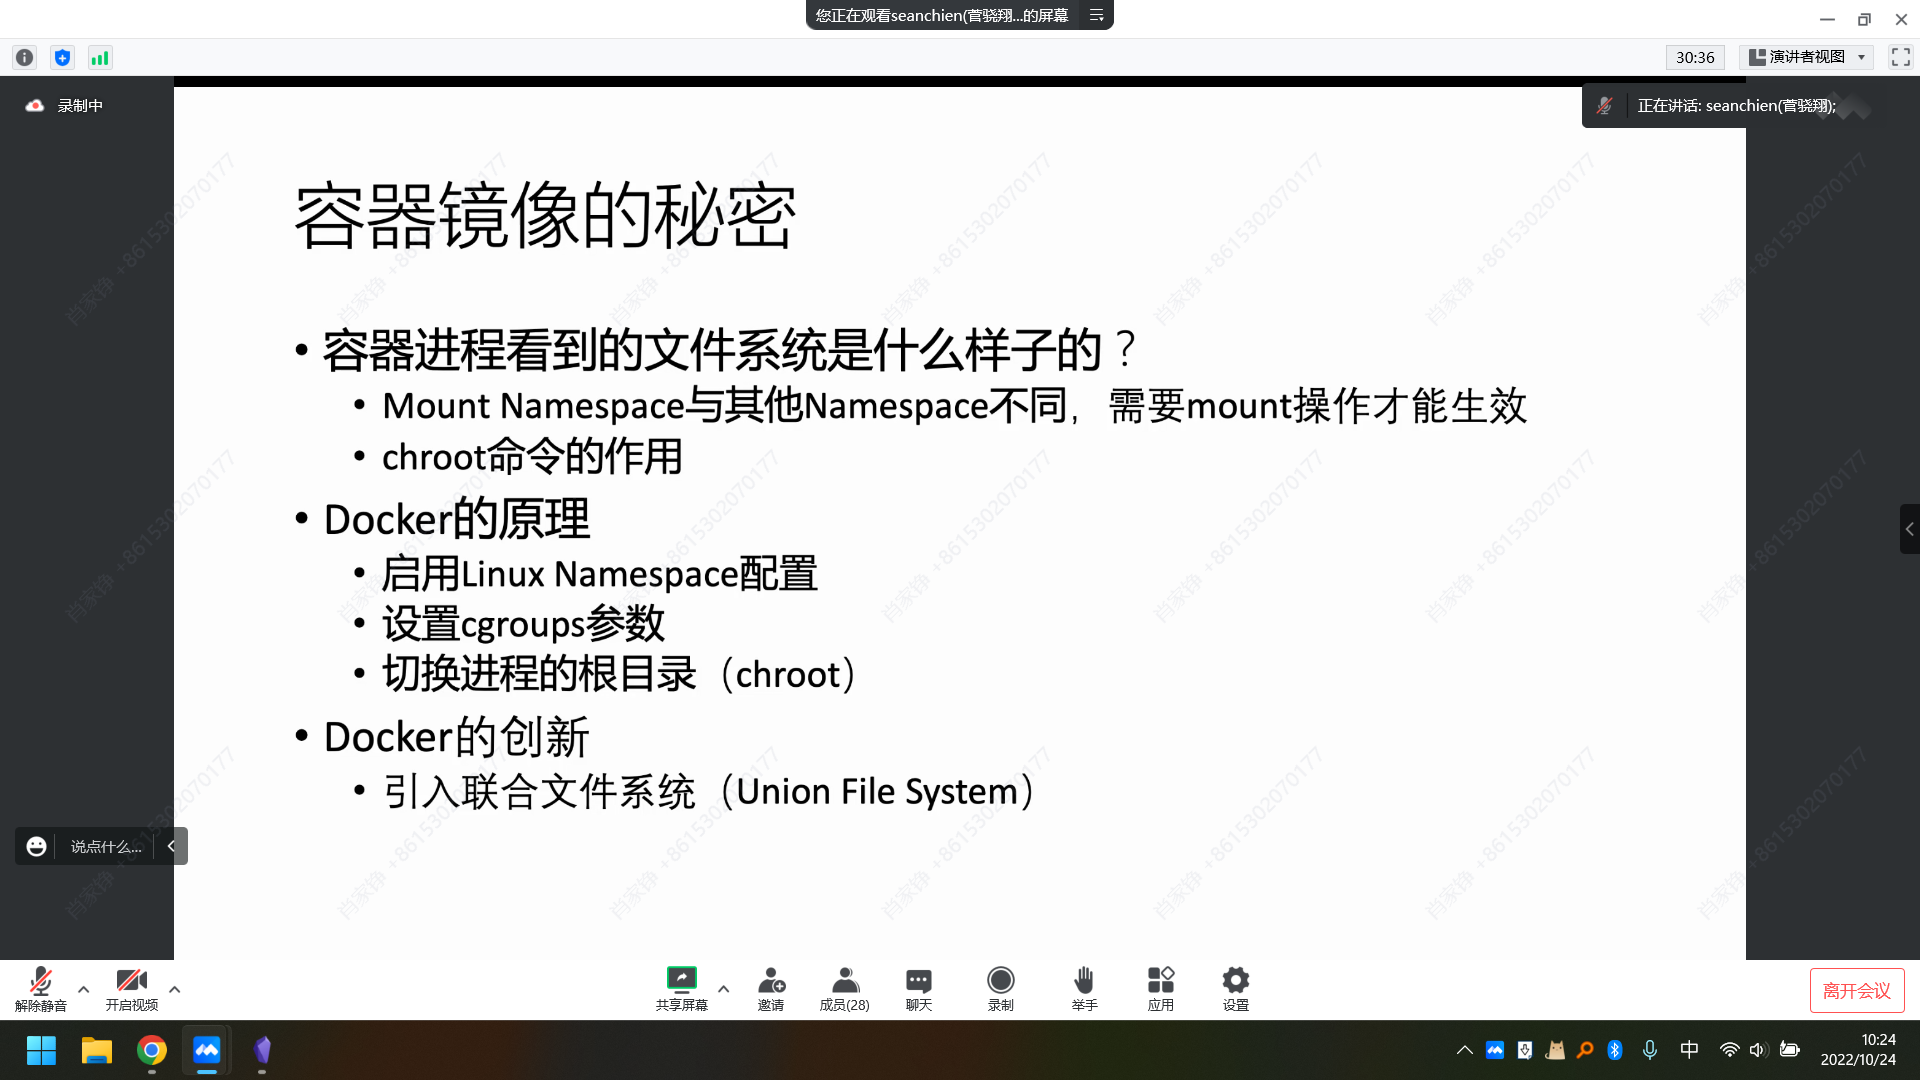 您正在观看seanchien(菅骁翔...的屏幕
30:36
演讲者视图
录制中
正在讲话: seanchien(菅骁翔);
容器镜像的秘密
• 容器进程看到的文件系统是什么样子的？
• Mount Namespace与其他Namespace不同，需要mount操作才能生效
• chroot命令的作用
• Docker的原理
• 启用Linux Namespace配置
• 设置cgroups参数
• 切换进程的根目录（chroot）
• Docker的创新
• 引入联合文件系统（Union File System）
肖家铮 +8615302070177
说点什么...
解除静音
开启视频
共享屏幕
邀请
成员(28)
聊天
录制
举手
应用
设置
离开会议
中
10:24
2022/10/24